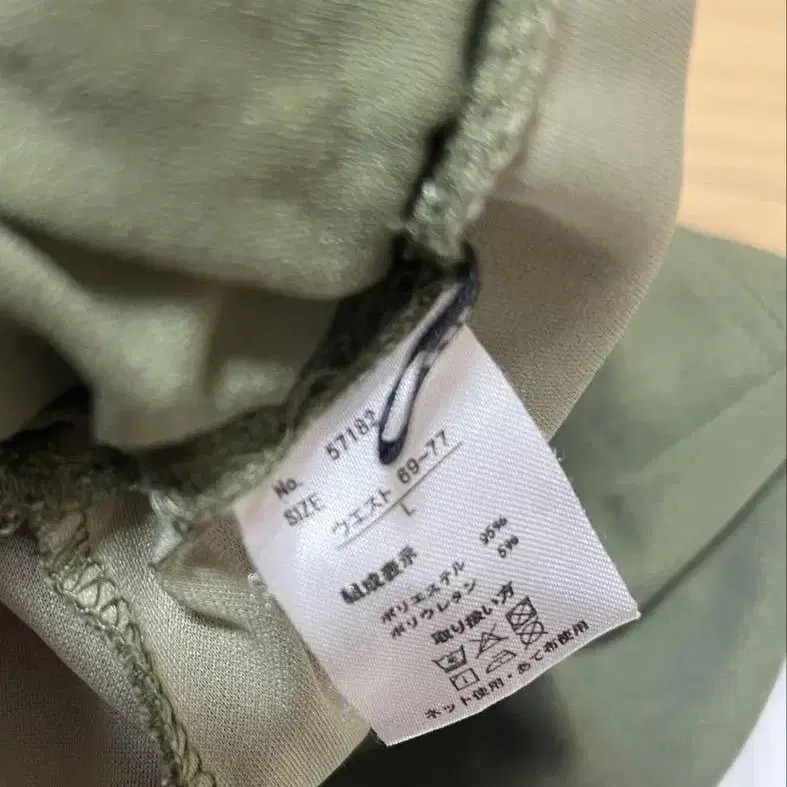 No. 57182
SIZE ウエスト 69-77
L
組成表示
ポリエステル 95%
ポリウレタン 5%
取り扱い方
ネット使用・あて布使用